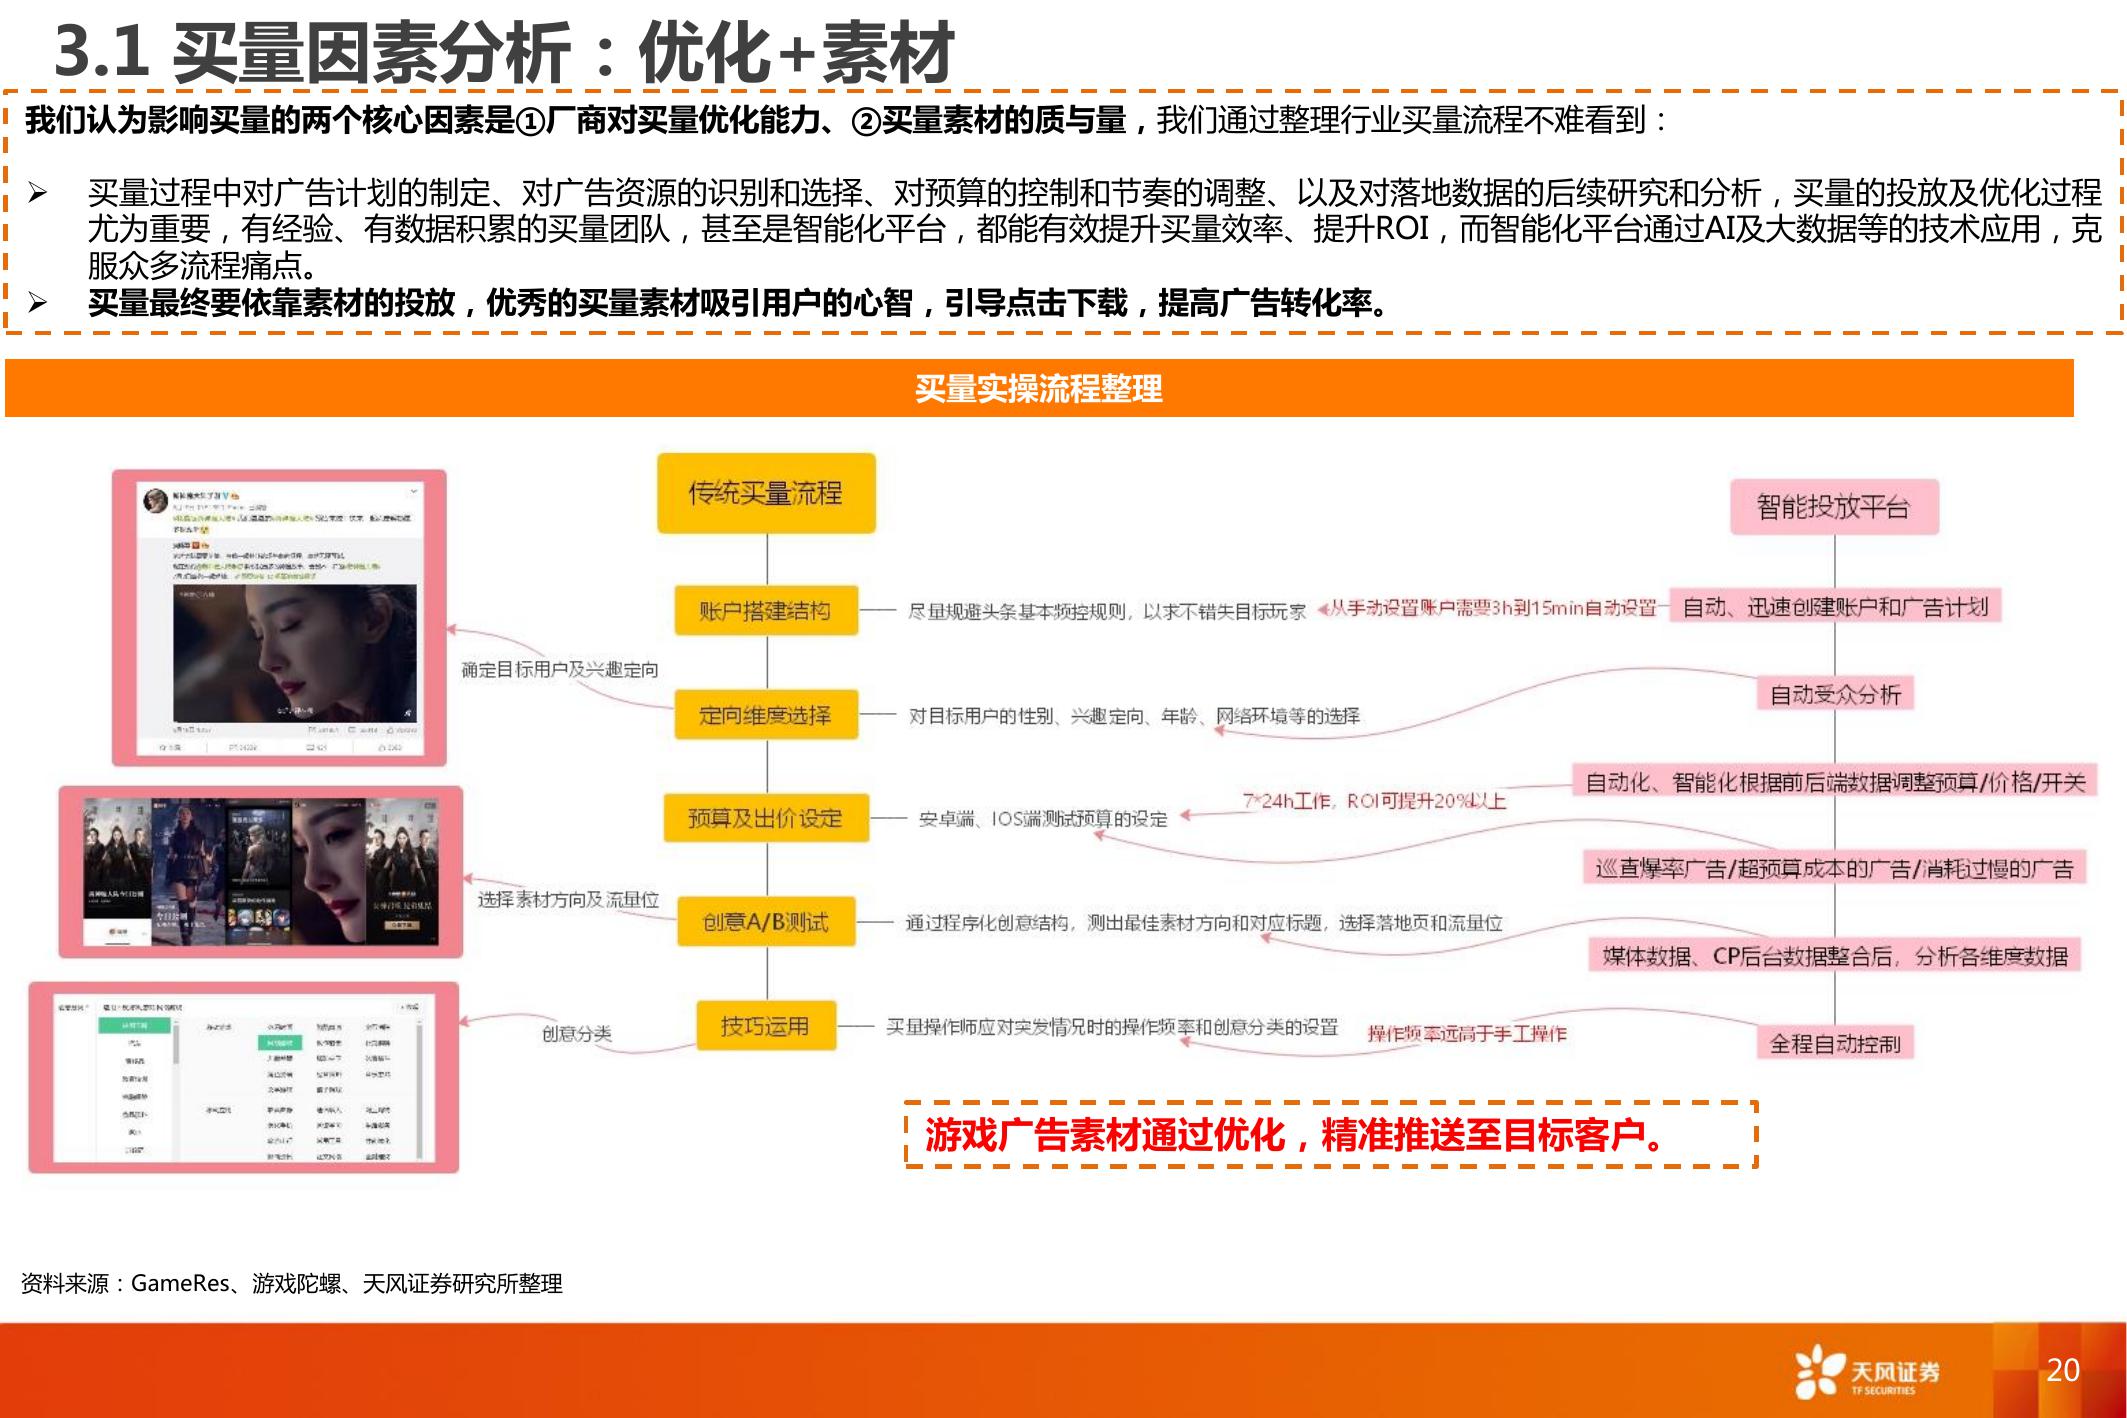 3.1 买量因素分析：优化+素材
我们认为影响买量的两个核心因素是①厂商对买量优化能力、②买量素材的质与量，我们通过整理行业买量流程不难看到：
➢ 买量过程中对广告计划的制定、对广告资源的识别和选择、对预算的控制和节奏的调整、以及对落地数据的后续研究和分析，买量的投放及优化过程
尤为重要，有经验、有数据积累的买量团队，甚至是智能化平台，都能有效提升买量效率、提升ROI，而智能化平台通过AI及大数据等的技术应用，克
服众多流程痛点。
➢ 买量最终要依靠素材的投放，优秀的买量素材吸引用户的心智，引导点击下载，提高广告转化率。
买量实操流程整理
传统买量流程
智能投放平台
账户搭建结构
尽量规避头条基本频控规则，以求不错失目标玩家
从手动设置账户需要3h到15min自动设置
自动、迅速创建账户和广告计划
确定目标用户及兴趣定向
定向维度选择
对目标用户的性别、兴趣定向、年龄、网络环境等的选择
自动受众分析
预算及出价设定
安卓端、IOS端测试预算的设定
7*24h工作，ROI可提升20%以上
自动化、智能化根据前后端数据调整预算/价格/开关
巡查爆率广告/超预算成本的广告/消耗过慢的广告
选择素材方向及流量位
创意A/B测试
通过程序化创意结构，测出最佳素材方向和对应标题，选择落地页和流量位
媒体数据、CP后台数据整合后，分析各维度数据
创意分类
技巧运用
买量操作师应对突发情况时的操作频率和创意分类的设置
操作频率远高于手工操作
全程自动控制
游戏广告素材通过优化，精准推送至目标客户。
资料来源：GameRes、游戏陀螺、天风证券研究所整理
天风证券
TF SECURITIES
20